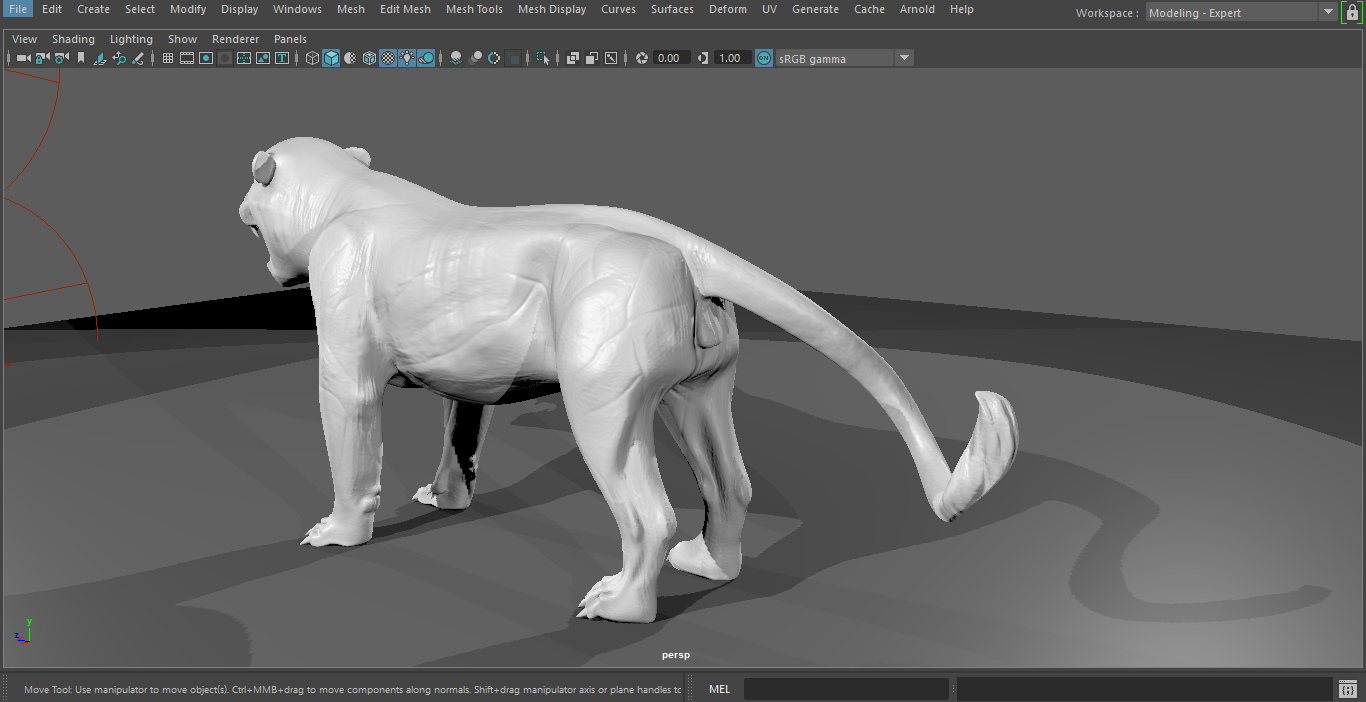 File Edit Create Select Modify Display Windows Mesh Edit Mesh Mesh Tools Mesh Display Curves Surfaces Deform UV Generate Cache Arnold Help Workspace : Modeling - Expert
View Shading Lighting Show Renderer Panels
0.00 1.00 ON sRGB gamma
y
z
persp
Move Tool: Use manipulator to move object(s). Ctrl+MMB+drag to move components along normals. Shift+drag manipulator axis or plane handles to MEL